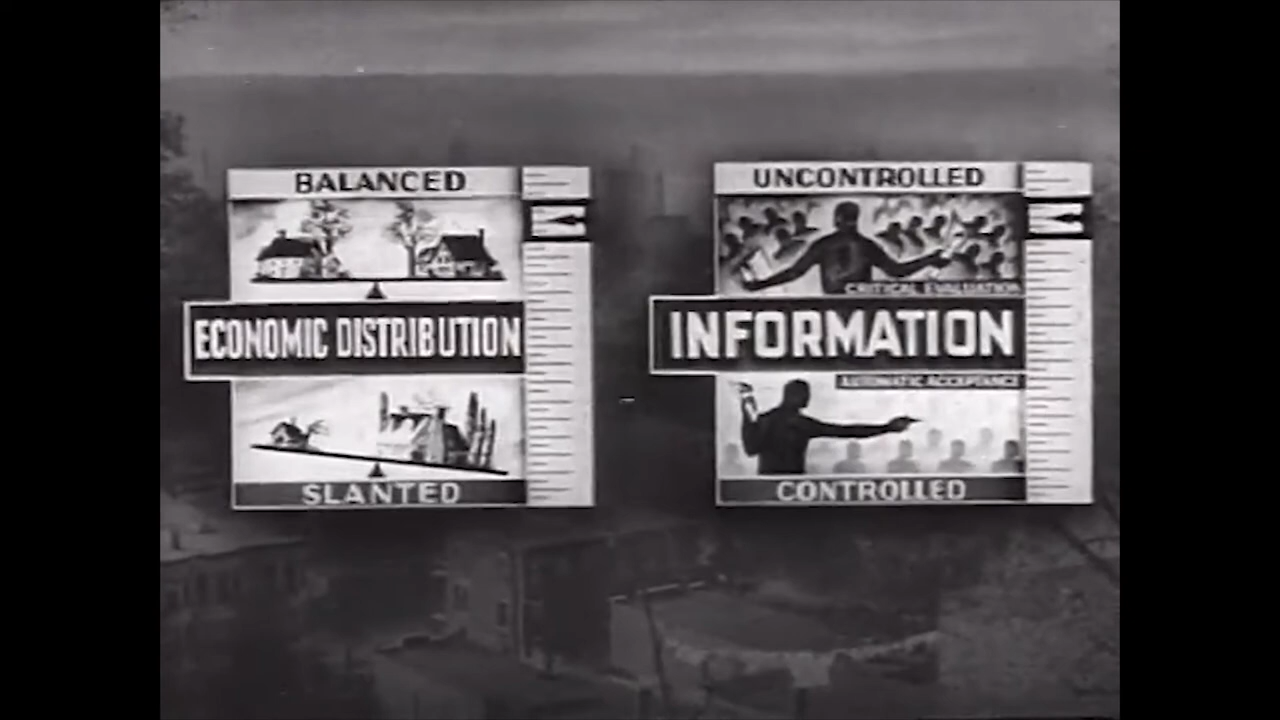 BALANCED
ECONOMIC DISTRIBUTION
SLANTED
UNCONTROLLED
CRITICAL EVALUATION
INFORMATION
AUTOMATIC ACCEPTANCE
CONTROLLED